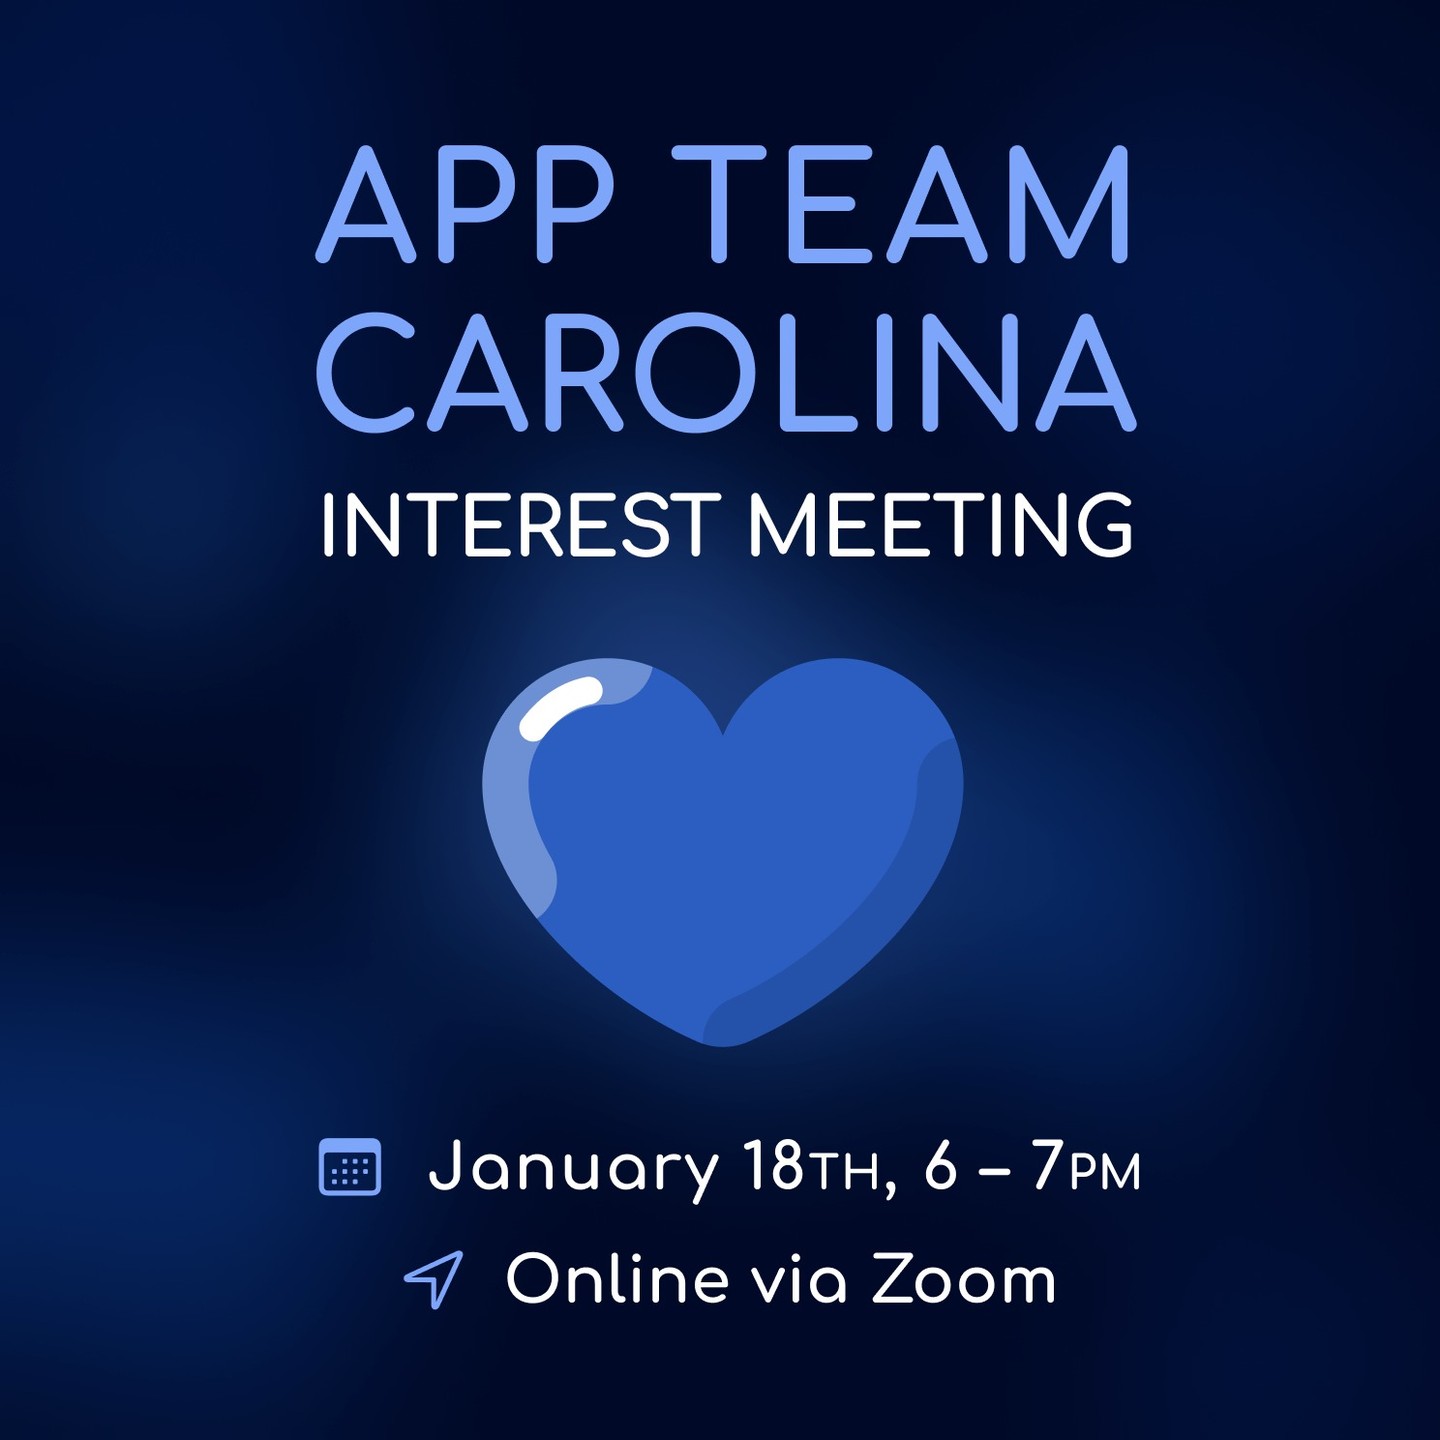 APP TEAM
CAROLINA
INTEREST MEETING
January 18TH, 6 – 7PM
Online via Zoom